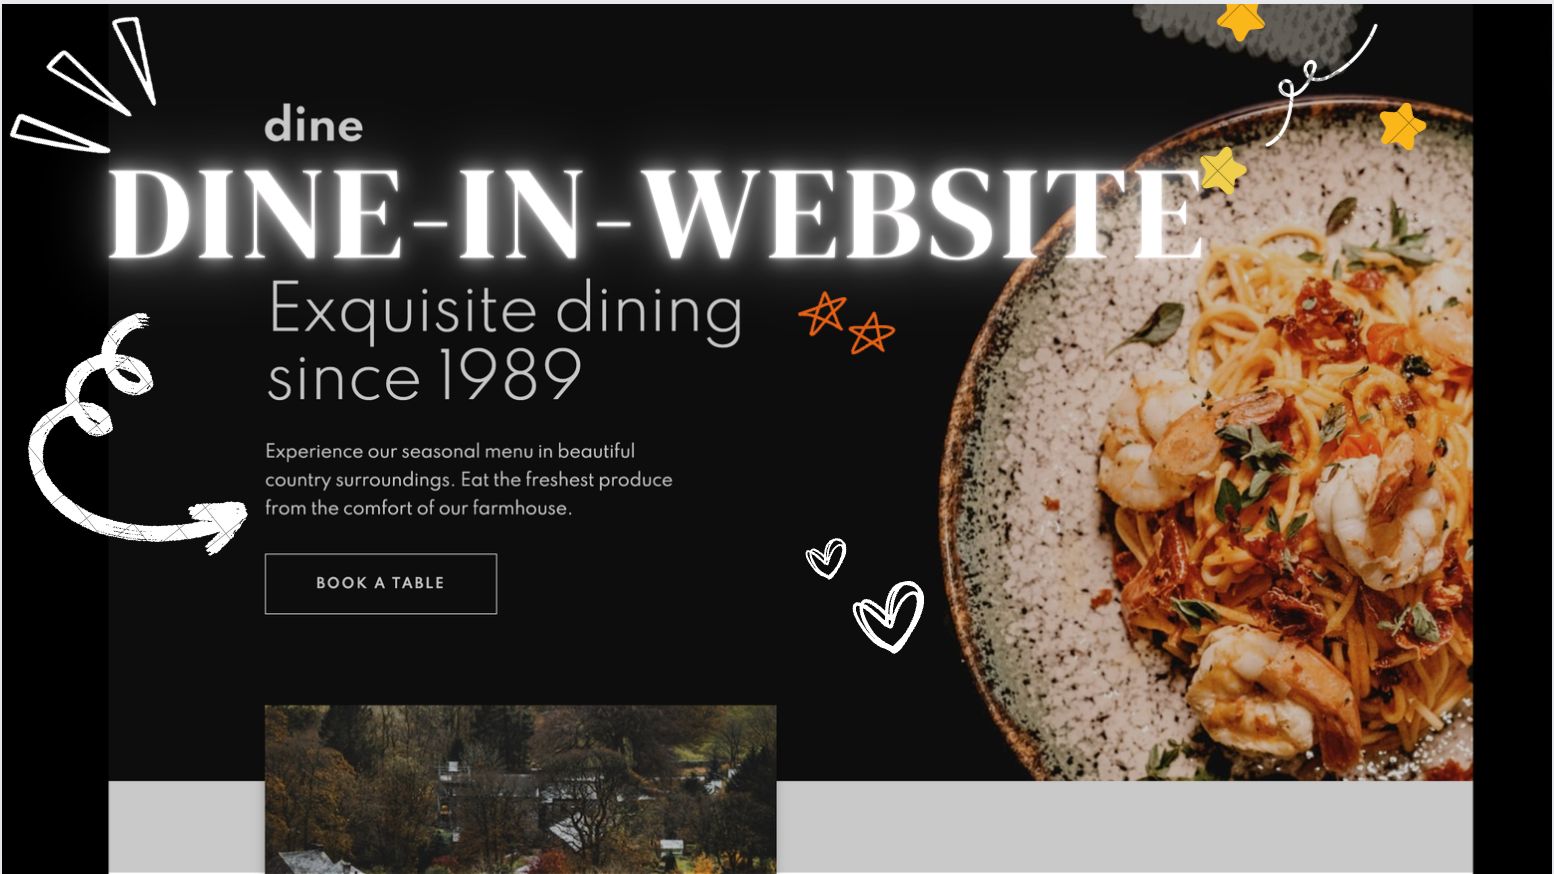 dine
DINE-IN-WEBSITE
Exquisite dining
since 1989
Experience our seasonal menu in beautiful
country surroundings. Eat the freshest produce
from the comfort of our farmhouse.
BOOK A TABLE